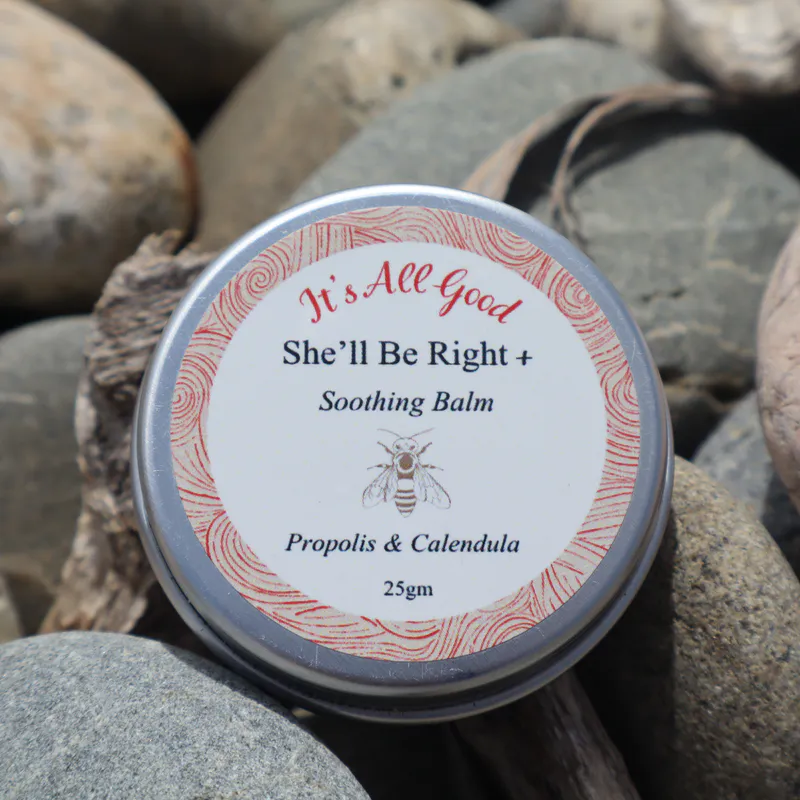 It's All Good
She'll Be Right +
Soothing Balm
Propolis & Calendula
25gm